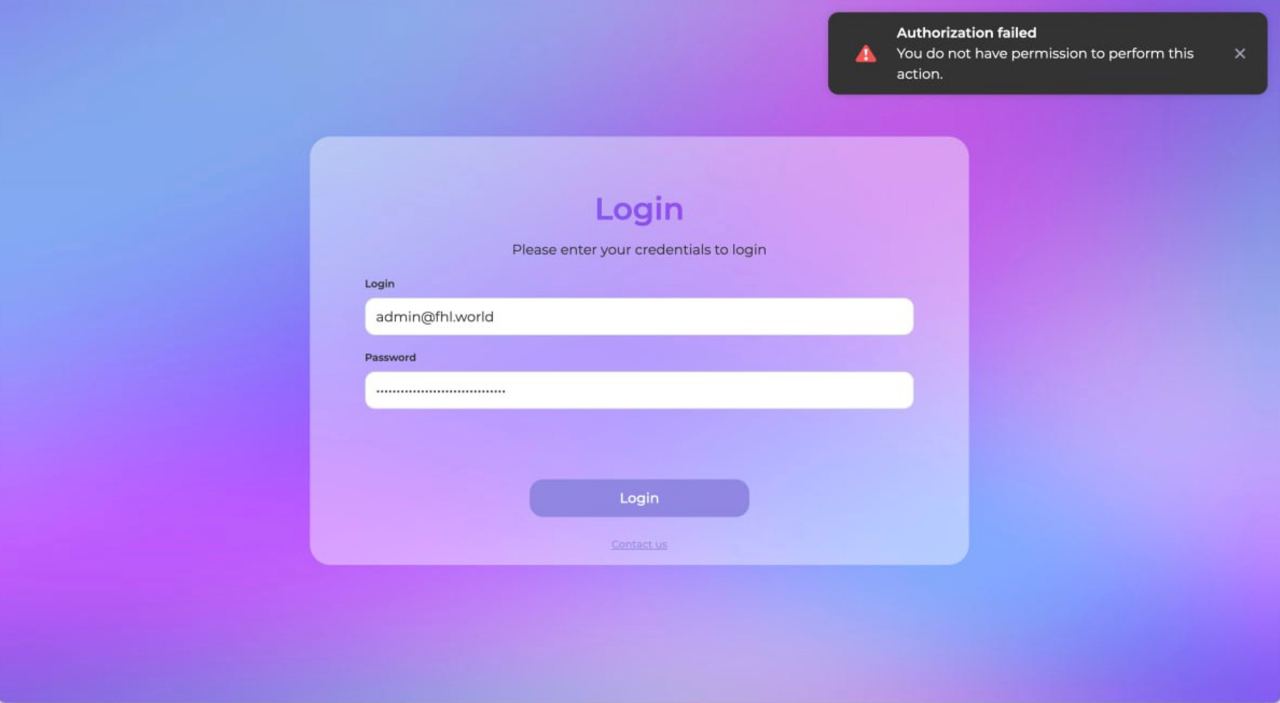 Authorization failed
You do not have permission to perform this
action.
Login
Please enter your credentials to login
Login
admin@fhl.world
Password
Login
Contact us